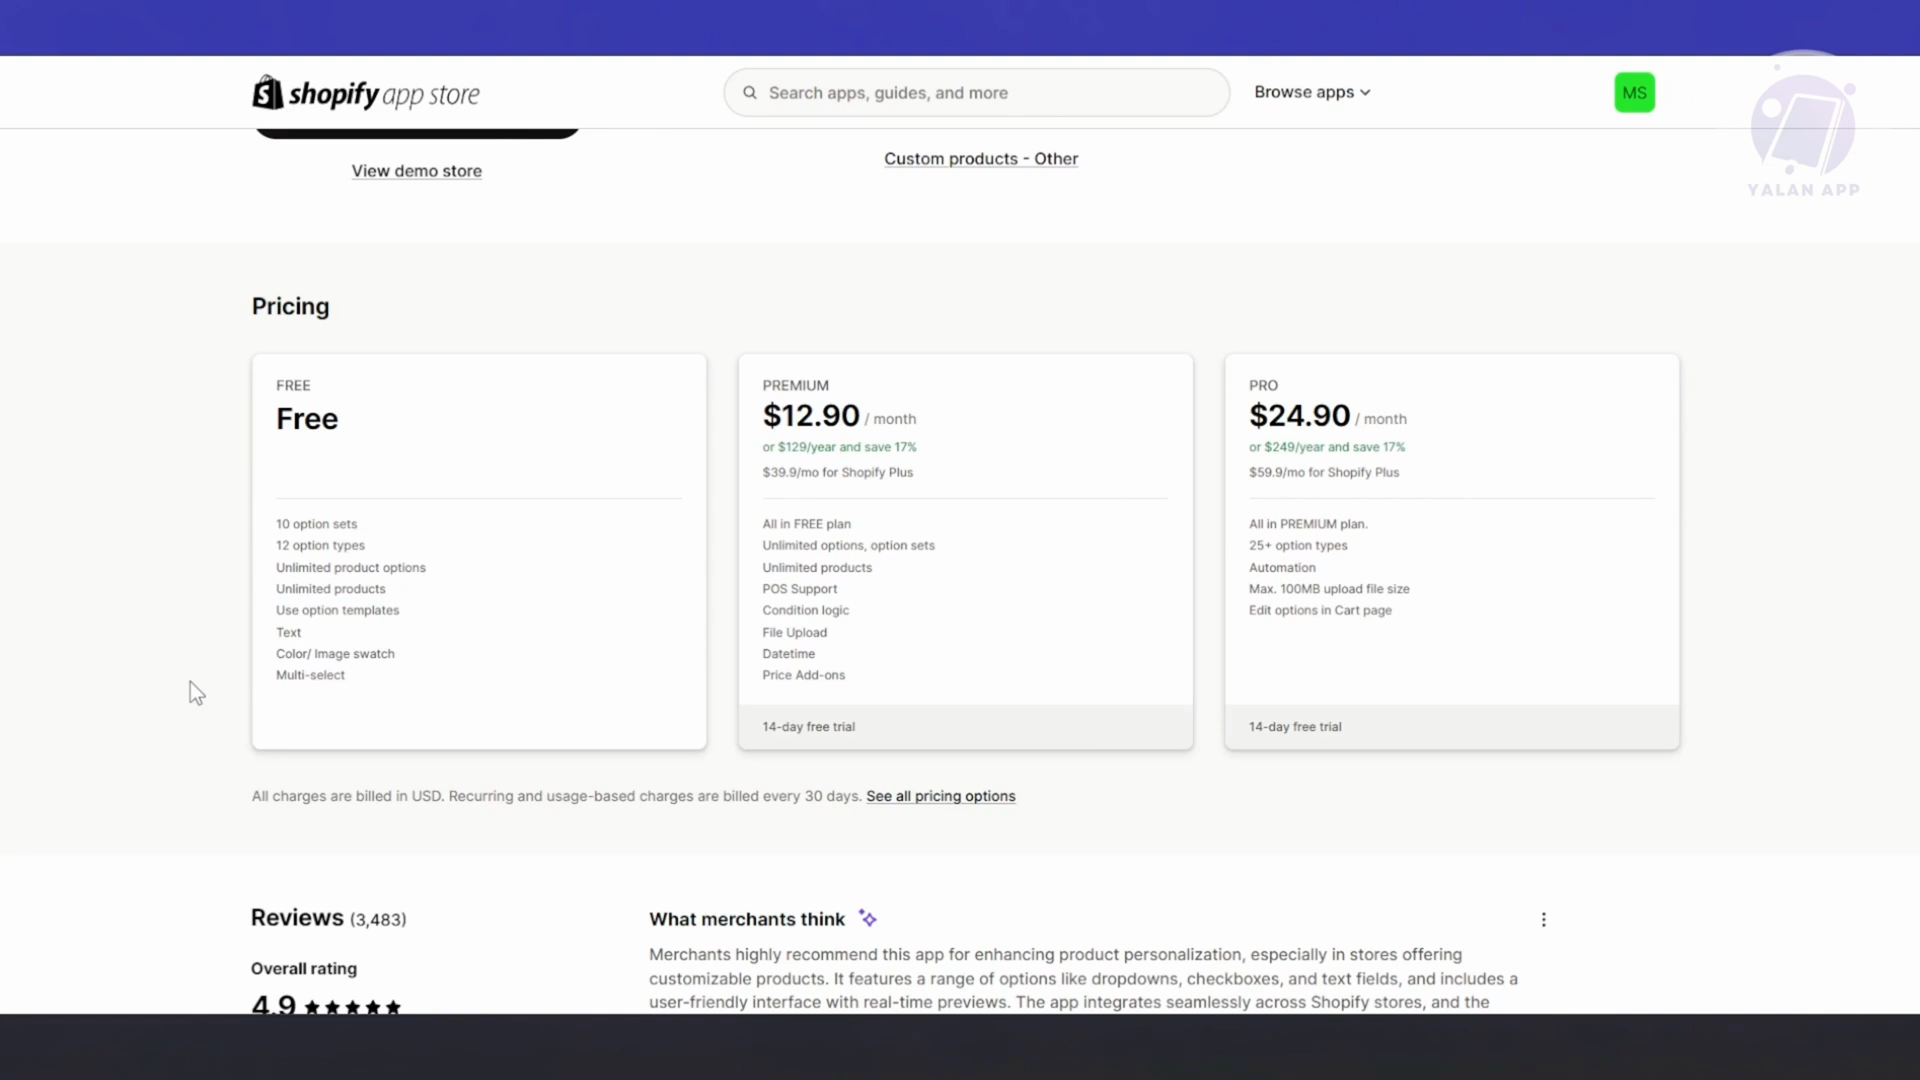 shopify app store
Search apps, guides, and more
Browse apps
MS
YALAN APP
View demo store
Custom products - Other
Pricing
FREE
Free
10 option sets
12 option types
Unlimited product options
Unlimited products
Use option templates
Text
Color/ Image swatch
Multi-select
PREMIUM
$12.90 / month
or $129/year and save 17%
$39.9/mo for Shopify Plus
All in FREE plan
Unlimited options, option sets
Unlimited products
POS Support
Condition logic
File Upload
Datetime
Price Add-ons
14-day free trial
PRO
$24.90 / month
or $249/year and save 17%
$59.9/mo for Shopify Plus
All in PREMIUM plan.
25+ option types
Automation
Max. 100MB upload file size
Edit options in Cart page
14-day free trial
All charges are billed in USD. Recurring and usage-based charges are billed every 30 days. See all pricing options
Reviews (3,483)
Overall rating
4.9
What merchants think
Merchants highly recommend this app for enhancing product personalization, especially in stores offering
customizable products. It features a range of options like dropdowns, checkboxes, and text fields, and includes a
user-friendly interface with real-time previews. The app integrates seamlessly across Shopify stores, and the